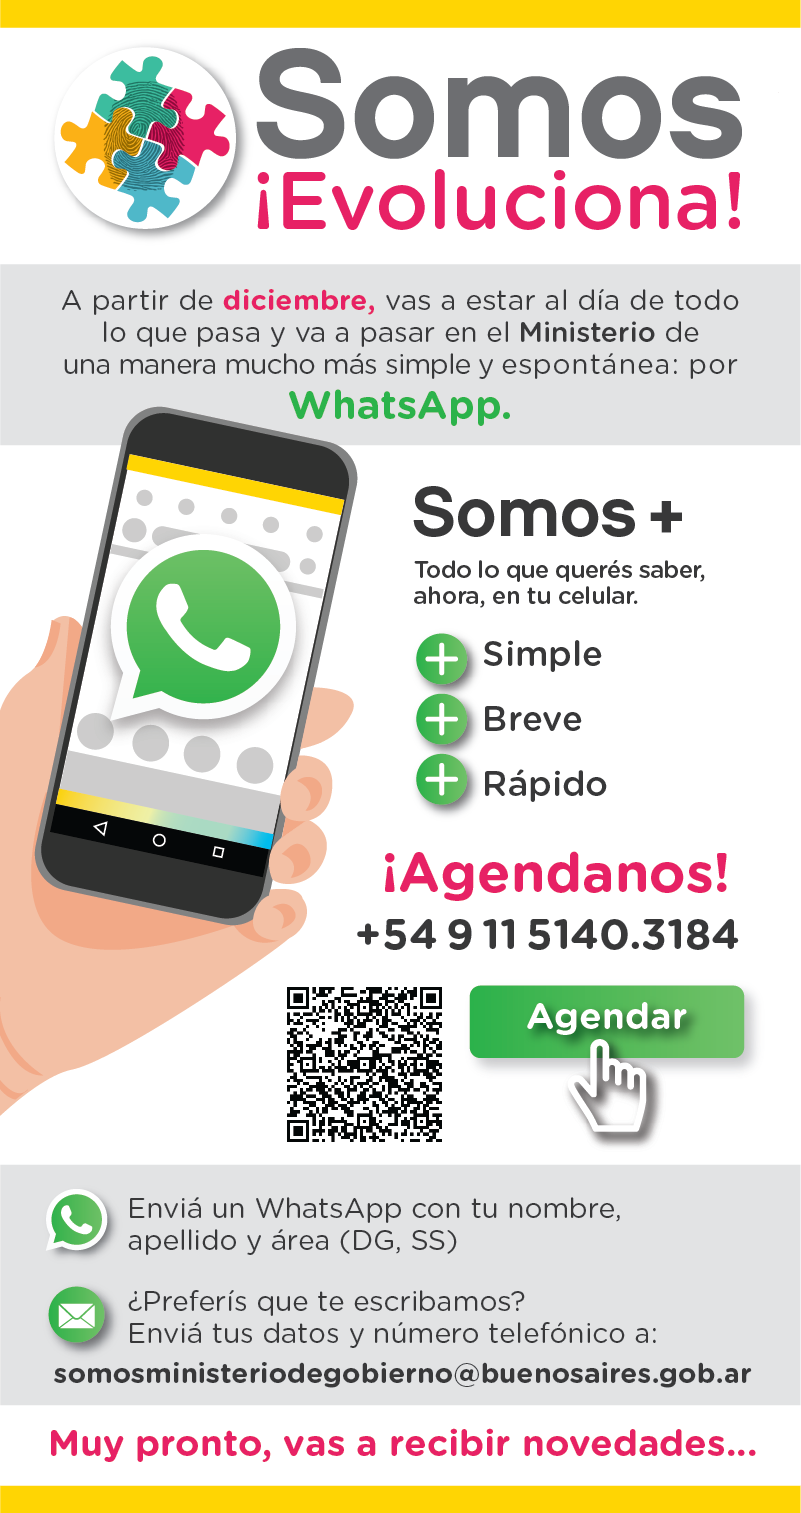 Somos
¡Evoluciona!
A partir de diciembre, vas a estar al día de todo
lo que pasa y va a pasar en el Ministerio de
una manera mucho más simple y espontánea: por
WhatsApp.
Somos +
Todo lo que querés saber,
ahora, en tu celular.
+ Simple
+ Breve
+ Rápido
¡Agendanos!
+54 9 11 5140.3184
Agendar
Enviá un WhatsApp con tu nombre,
apellido y área (DG, SS)
¿Preferís que te escribamos?
Enviá tus datos y número telefónico a:
somosministeriodegobierno@buenosaires.gob.ar
Muy pronto, vas a recibir novedades...